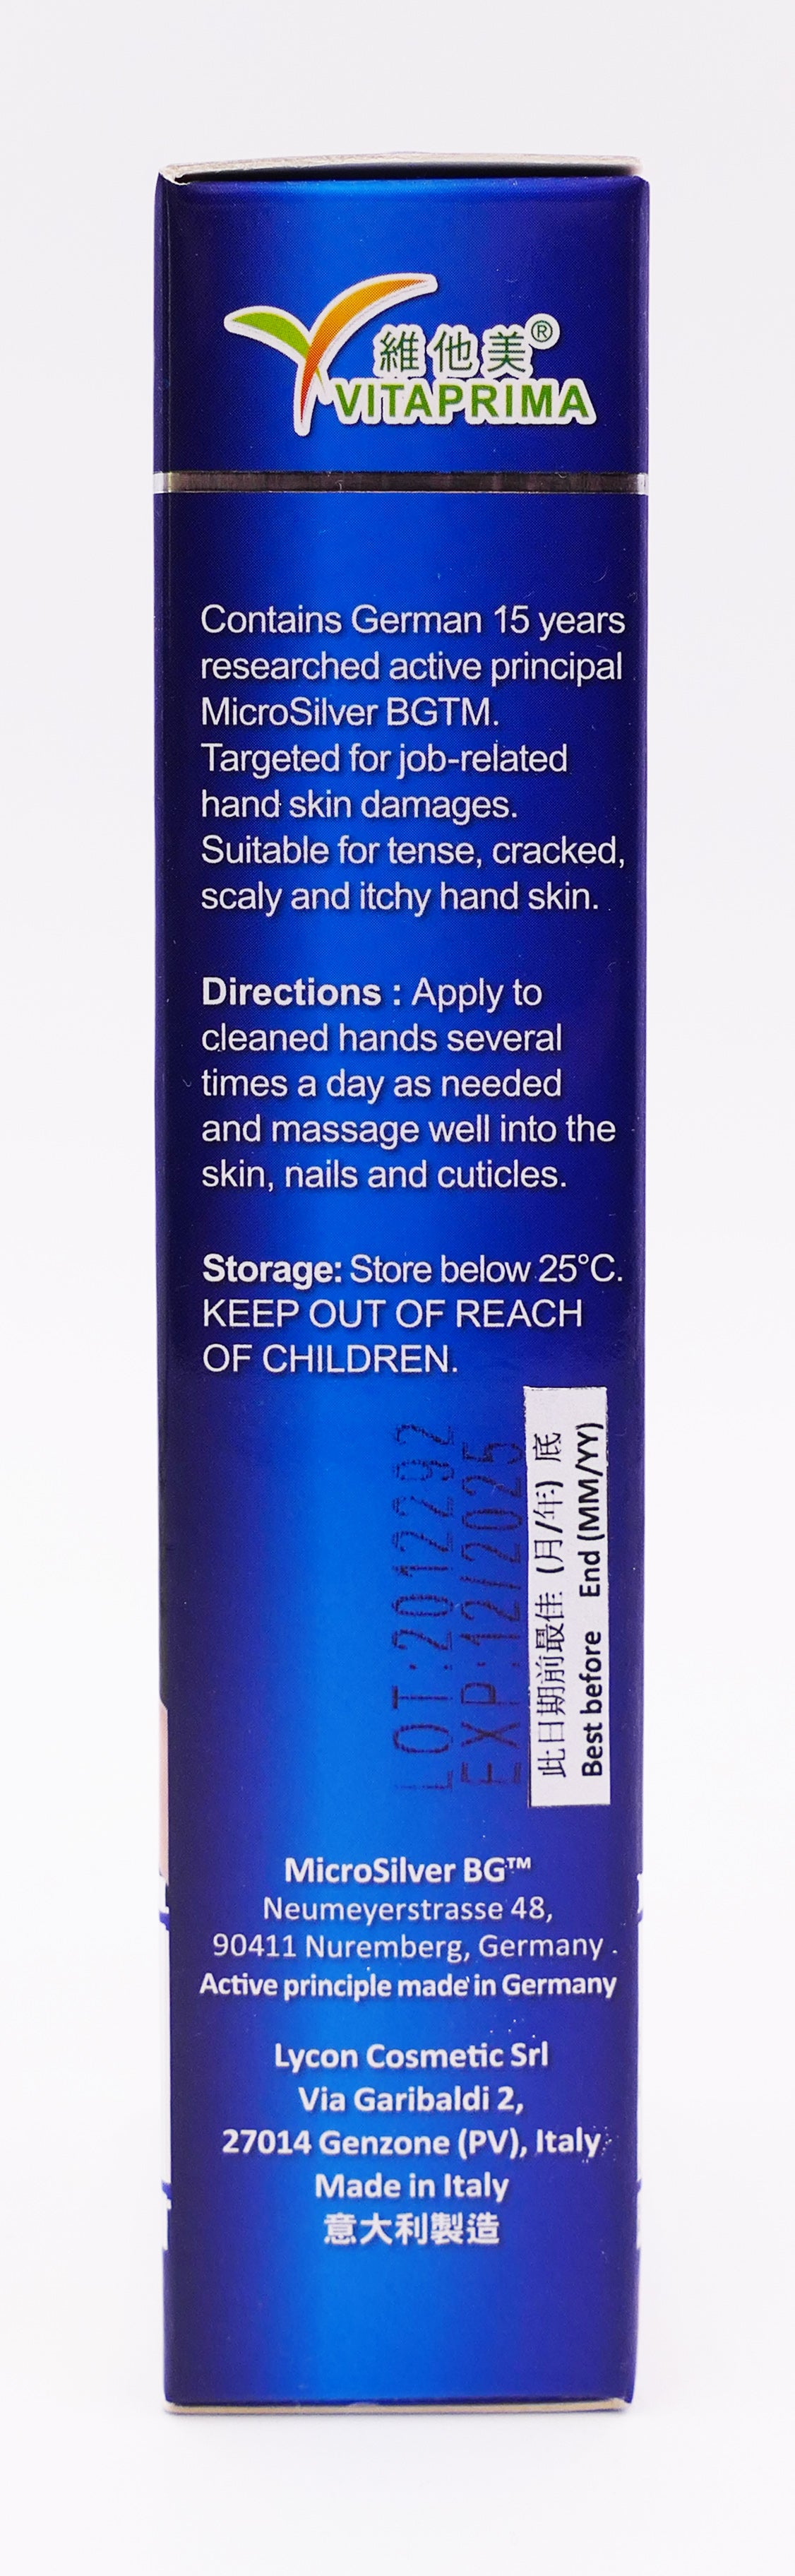 維他美®
VITAPRIMA
Contains German 15 years
researched active principal
MicroSilver BGTM.
Targeted for job-related
hand skin damages.
Suitable for tense, cracked,
scaly and itchy hand skin.
Directions : Apply to
cleaned hands several
times a day as needed
and massage well into the
skin, nails and cuticles.
Storage: Store below 25°C.
KEEP OUT OF REACH
OF CHILDREN.
LOT:2012292
EXP:12/2025
此日期前最佳 (月/年) 底
Best before End (MM/YY)
MicroSilver BG™
Neumeyerstrasse 48,
90411 Nuremberg, Germany.
Active principle made in Germany
Lycon Cosmetic Srl
Via Garibaldi 2,
27014 Genzone (PV), Italy
Made in Italy
意大利製造